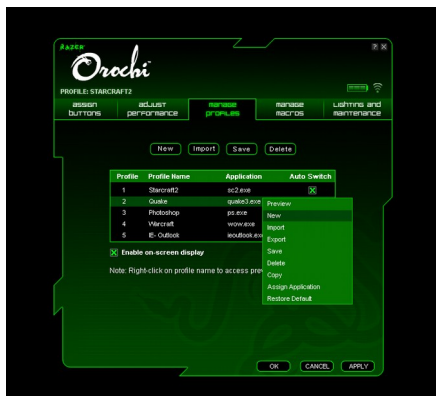 RAZER
Orochi
PROFILE: STARCRAFT2
? X
assign buttons
adjust performance
manage profiles
manage macros
Lighting and maintenance
New Import Save Delete
Profile Profile Name Application Auto Switch
1 Starcraft2 sc2.exe X
2 Quake quake3.exe
3 Photoshop ps.exe
4 Warcraft wow.exe
5 IE- Outlook ieoutlook.exe
Preview
New
Import
Export
Save
Delete
Copy
Assign Application
Restore Default
X Enable on-screen display
Note: Right-click on profile name to access
OK CANCEL APPLY